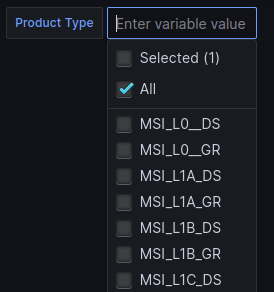 Product Type
Enter variable value
Selected (1)
All
MSI_L0__DS
MSI_L0__GR
MSI_L1A_DS
MSI_L1A_GR
MSI_L1B_DS
MSI_L1B_GR
MSI_L1C_DS